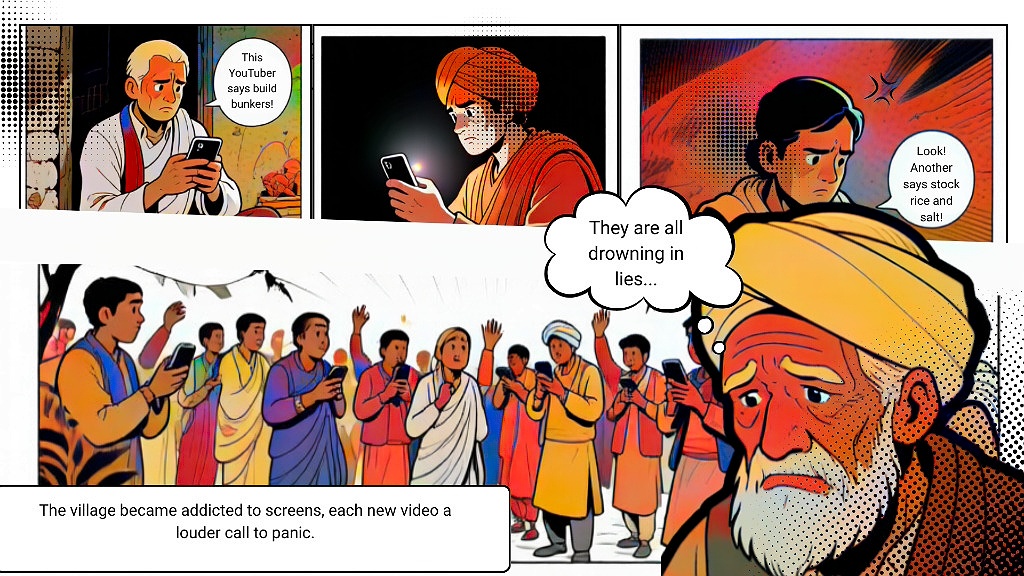 This
YouTuber
says build
bunkers!
Look!
Another
says stock
rice and
salt!
They are all
drowning in
lies...
The village became addicted to screens, each new video a
louder call to panic.